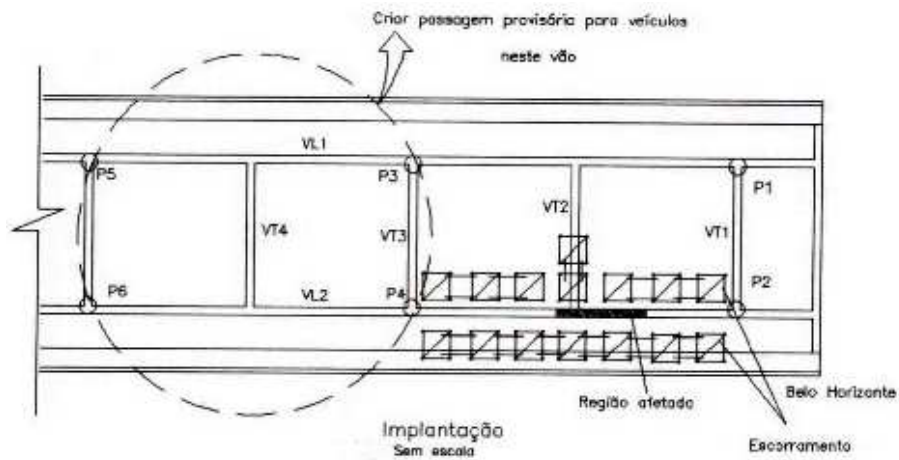 Criar passagem provisória para veículos
neste vão
VL1
P5
P3
P1
VT4
VT3
VT2
VT1
P6
VL2
P4
P2
Região afetada
Belo Horizonte
Escorramento
Implantação
Sem escala